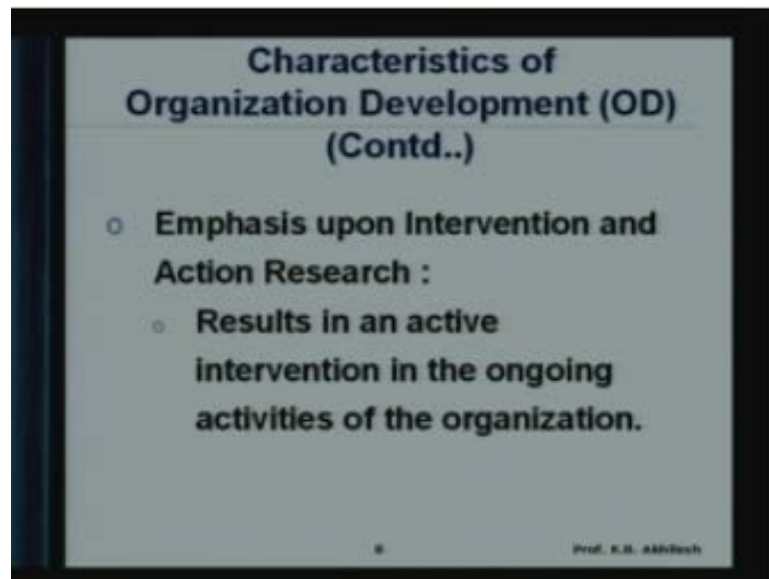 Characteristics of
Organization Development (OD)
(Contd..)
o Emphasis upon Intervention and
Action Research :
o Results in an active
intervention in the ongoing
activities of the organization.
Prof. K.B. Akhilesh